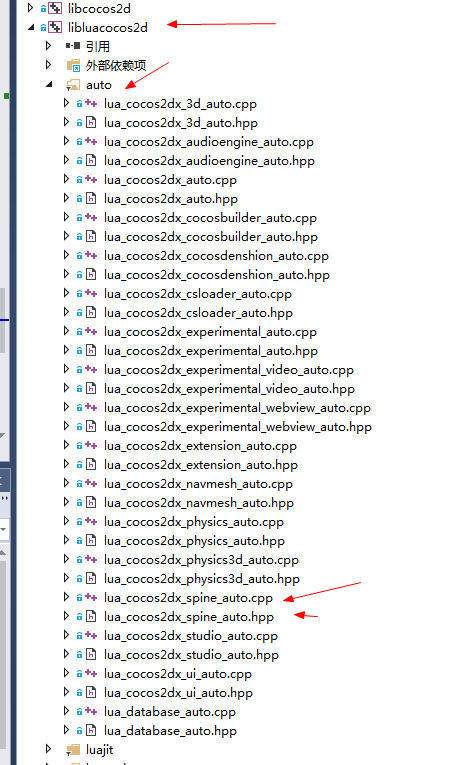 libcocos2d
libluacocos2d
引用
外部依赖项
auto
lua_cocos2dx_3d_auto.cpp
lua_cocos2dx_3d_auto.hpp
lua_cocos2dx_audioengine_auto.cpp
lua_cocos2dx_audioengine_auto.hpp
lua_cocos2dx_auto.cpp
lua_cocos2dx_auto.hpp
lua_cocos2dx_cocosbuilder_auto.cpp
lua_cocos2dx_cocosbuilder_auto.hpp
lua_cocos2dx_cocosdenshion_auto.cpp
lua_cocos2dx_cocosdenshion_auto.hpp
lua_cocos2dx_csloader_auto.cpp
lua_cocos2dx_csloader_auto.hpp
lua_cocos2dx_experimental_auto.cpp
lua_cocos2dx_experimental_auto.hpp
lua_cocos2dx_experimental_video_auto.cpp
lua_cocos2dx_experimental_video_auto.hpp
lua_cocos2dx_experimental_webview_auto.cpp
lua_cocos2dx_experimental_webview_auto.hpp
lua_cocos2dx_extension_auto.cpp
lua_cocos2dx_extension_auto.hpp
lua_cocos2dx_navmesh_auto.cpp
lua_cocos2dx_navmesh_auto.hpp
lua_cocos2dx_physics_auto.cpp
lua_cocos2dx_physics_auto.hpp
lua_cocos2dx_physics3d_auto.cpp
lua_cocos2dx_physics3d_auto.hpp
lua_cocos2dx_spine_auto.cpp
lua_cocos2dx_spine_auto.hpp
lua_cocos2dx_studio_auto.cpp
lua_cocos2dx_studio_auto.hpp
lua_cocos2dx_ui_auto.cpp
lua_cocos2dx_ui_auto.hpp
lua_database_auto.cpp
lua_database_auto.hpp
luajit